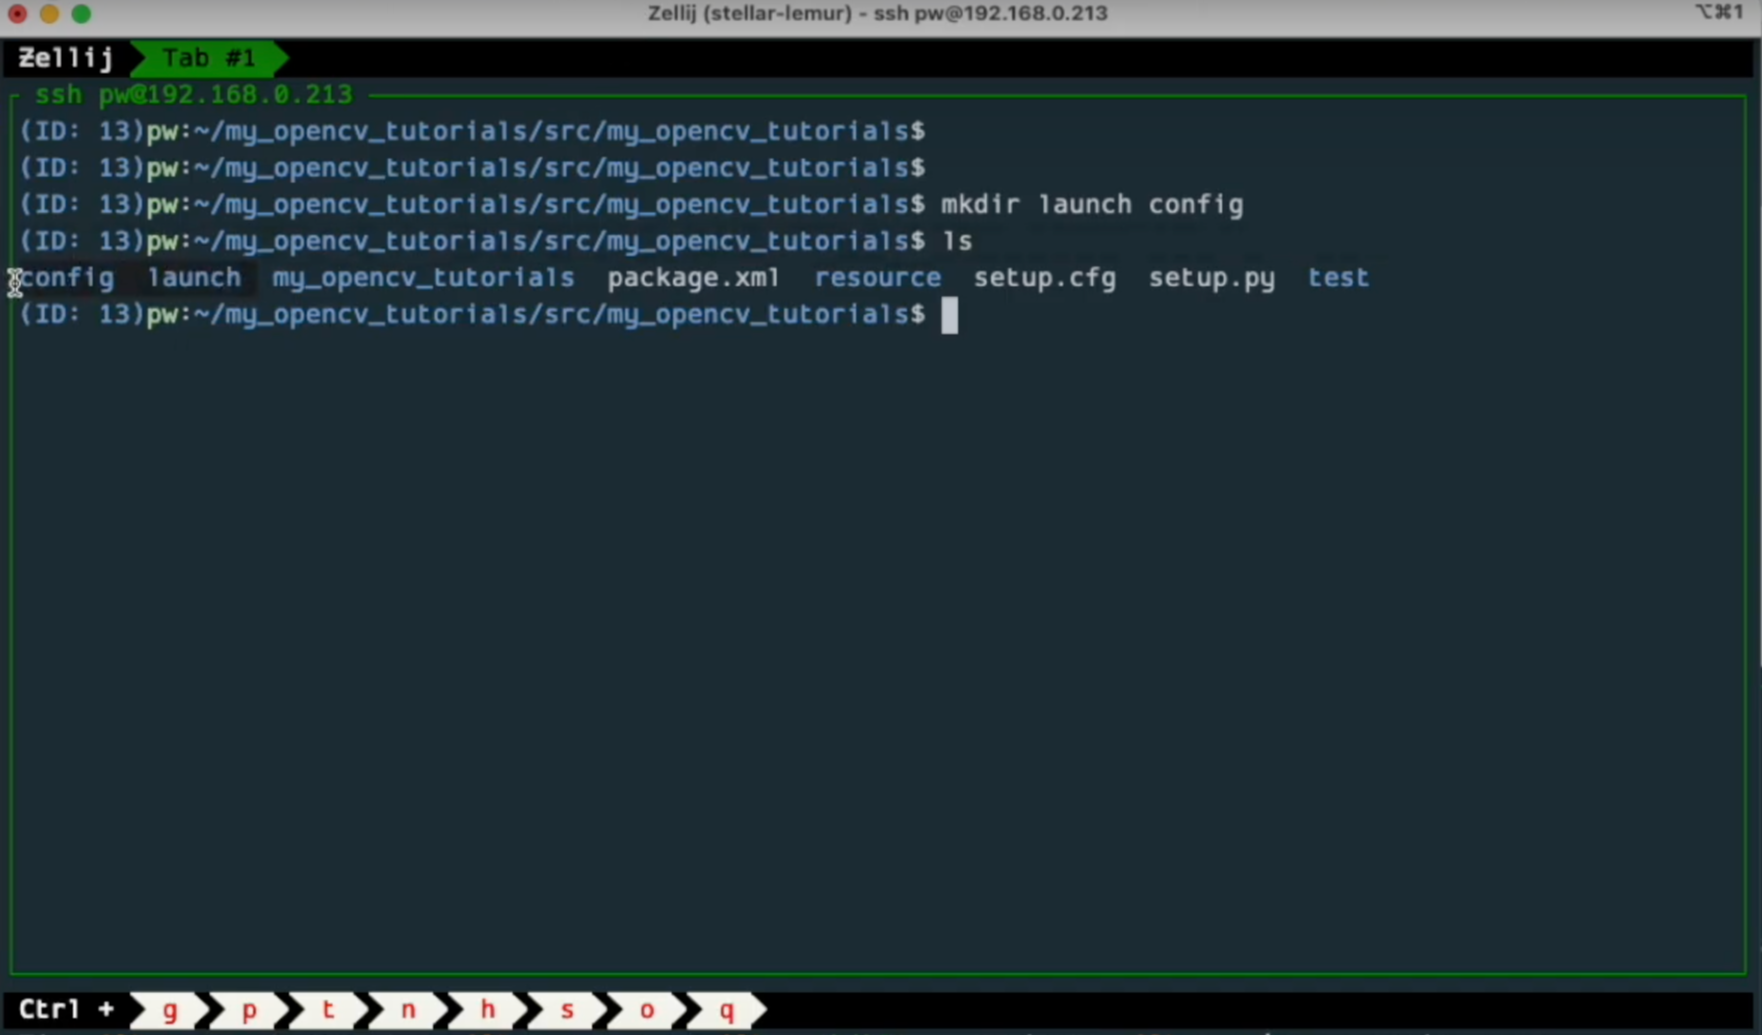 Zellij (stellar-lemur) - ssh pw@192.168.0.213 ⌥⌘1
Zellij Tab #1
ssh pw@192.168.0.213
(ID: 13)pw:~/my_opencv_tutorials/src/my_opencv_tutorials$
(ID: 13)pw:~/my_opencv_tutorials/src/my_opencv_tutorials$
(ID: 13)pw:~/my_opencv_tutorials/src/my_opencv_tutorials$ mkdir launch config
(ID: 13)pw:~/my_opencv_tutorials/src/my_opencv_tutorials$ ls
config launch my_opencv_tutorials package.xml resource setup.cfg setup.py test
(ID: 13)pw:~/my_opencv_tutorials/src/my_opencv_tutorials$
Ctrl + g p t n h s o q